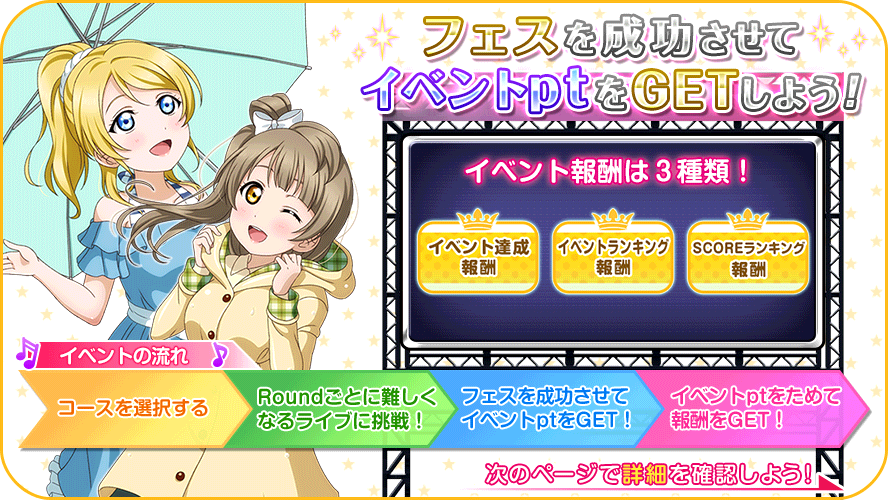 フェスを成功させて
イベントptをGETしよう!
イベント報酬は3種類!
イベント達成
報酬
イベントランキング
報酬
SCOREランキング
報酬
イベントの流れ
コースを選択する
Roundごとに難しく
なるライブに挑戦!
フェスを成功させて
イベントptをGET!
イベントptをためて
報酬をGET!
次のページで詳細を確認しよう!